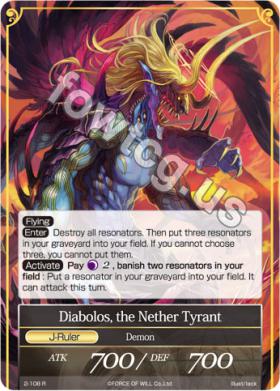 Flying
Enter Destroy all resonators. Then put three resonators
in your graveyard into your field. If you cannot choose
three, you cannot put them.
Activate Pay 2, banish two resonators in your
field : Put a resonator in your graveyard into your field. It
can attack this turn.
Diabolos, the Nether Tyrant
J-Ruler
Demon
ATK 700 / DEF 700
2-108 R
©FORCE OF WILL Co.,Ltd.
fowtcg.us